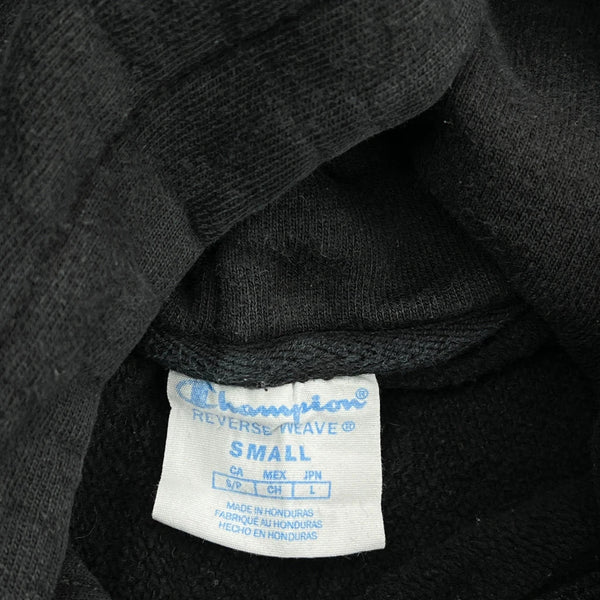 Champion
REVERSE WEAVE®
SMALL
CA MEX JPN
S/P CH L
MADE IN HONDURAS
FABRIQUÉ AU HONDURAS
HECHO EN HONDURAS